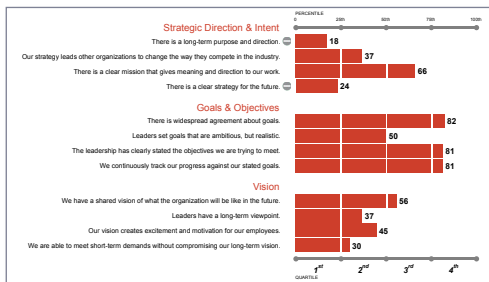 PERCENTILE
0 25th 50th 75th 100th
Strategic Direction & Intent
There is a long-term purpose and direction. 18
Our strategy leads other organizations to change the way they compete in the industry. 37
There is a clear mission that gives meaning and direction to our work. 66
There is a clear strategy for the future. 24
Goals & Objectives
There is widespread agreement about goals. 82
Leaders set goals that are ambitious, but realistic. 50
The leadership has clearly stated the objectives we are trying to meet. 81
We continuously track our progress against our stated goals. 81
Vision
We have a shared vision of what the organization will be like in the future. 56
Leaders have a long-term viewpoint. 37
Our vision creates excitement and motivation for our employees. 45
We are able to meet short-term demands without compromising our long-term vision. 30
1st 2nd 3rd 4th
QUARTILE